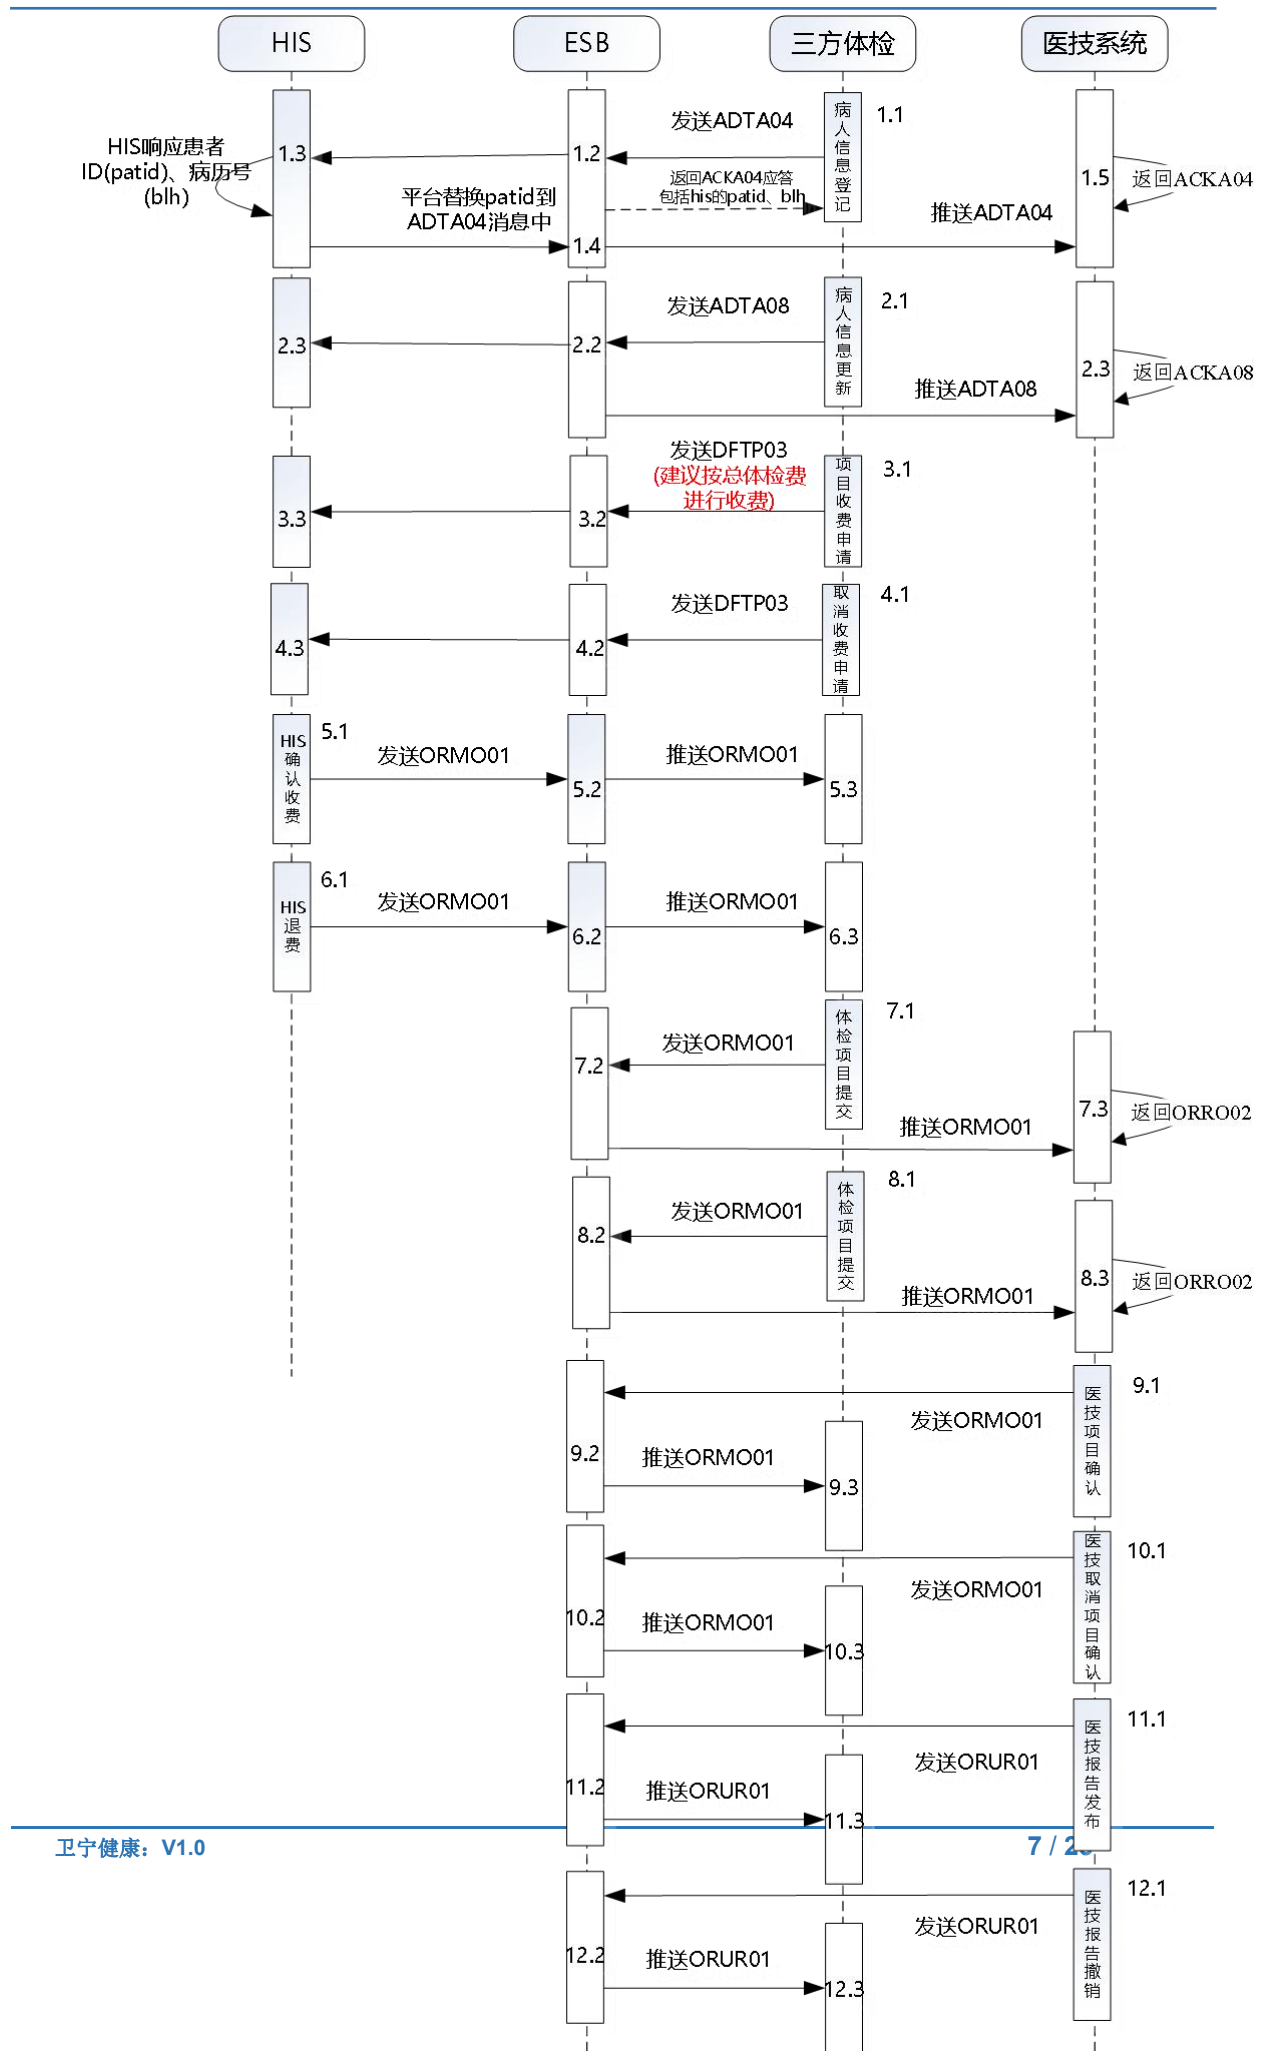 HIS
ESB
三方体检
医技系统
病人信息登记
1.1
发送ADTA04
1.2
1.3
HIS响应患者
ID(patid)、病历号
(blh)
返回ACKA04应答
包括his的patid、blh
平台替换patid到
ADTA04消息中
1.4
推送ADTA04
1.5
返回ACKA04
病人信息更新
2.1
发送ADTA08
2.2
2.3
推送ADTA08
2.3
返回ACKA08
项目收费申请
3.1
发送DFTP03
(建议按总体检费
进行收费)
3.2
3.3
取消收费申请
4.1
发送DFTP03
4.2
4.3
HIS确认收费
5.1
发送ORMO01
5.2
推送ORMO01
5.3
HIS退费
6.1
发送ORMO01
6.2
推送ORMO01
6.3
体检项目提交
7.1
发送ORMO01
7.2
推送ORMO01
7.3
返回ORRO02
体检项目提交
8.1
发送ORMO01
8.2
推送ORMO01
8.3
返回ORRO02
医技项目确认
9.1
发送ORMO01
9.2
推送ORMO01
9.3
医技取消项目确认
10.1
发送ORMO01
10.2
推送ORMO01
10.3
医技报告发布
11.1
发送ORUR01
11.2
推送ORUR01
11.3
卫宁健康：V1.0
7 / 2
医技报告撤销
12.1
发送ORUR01
12.2
推送ORUR01
12.3